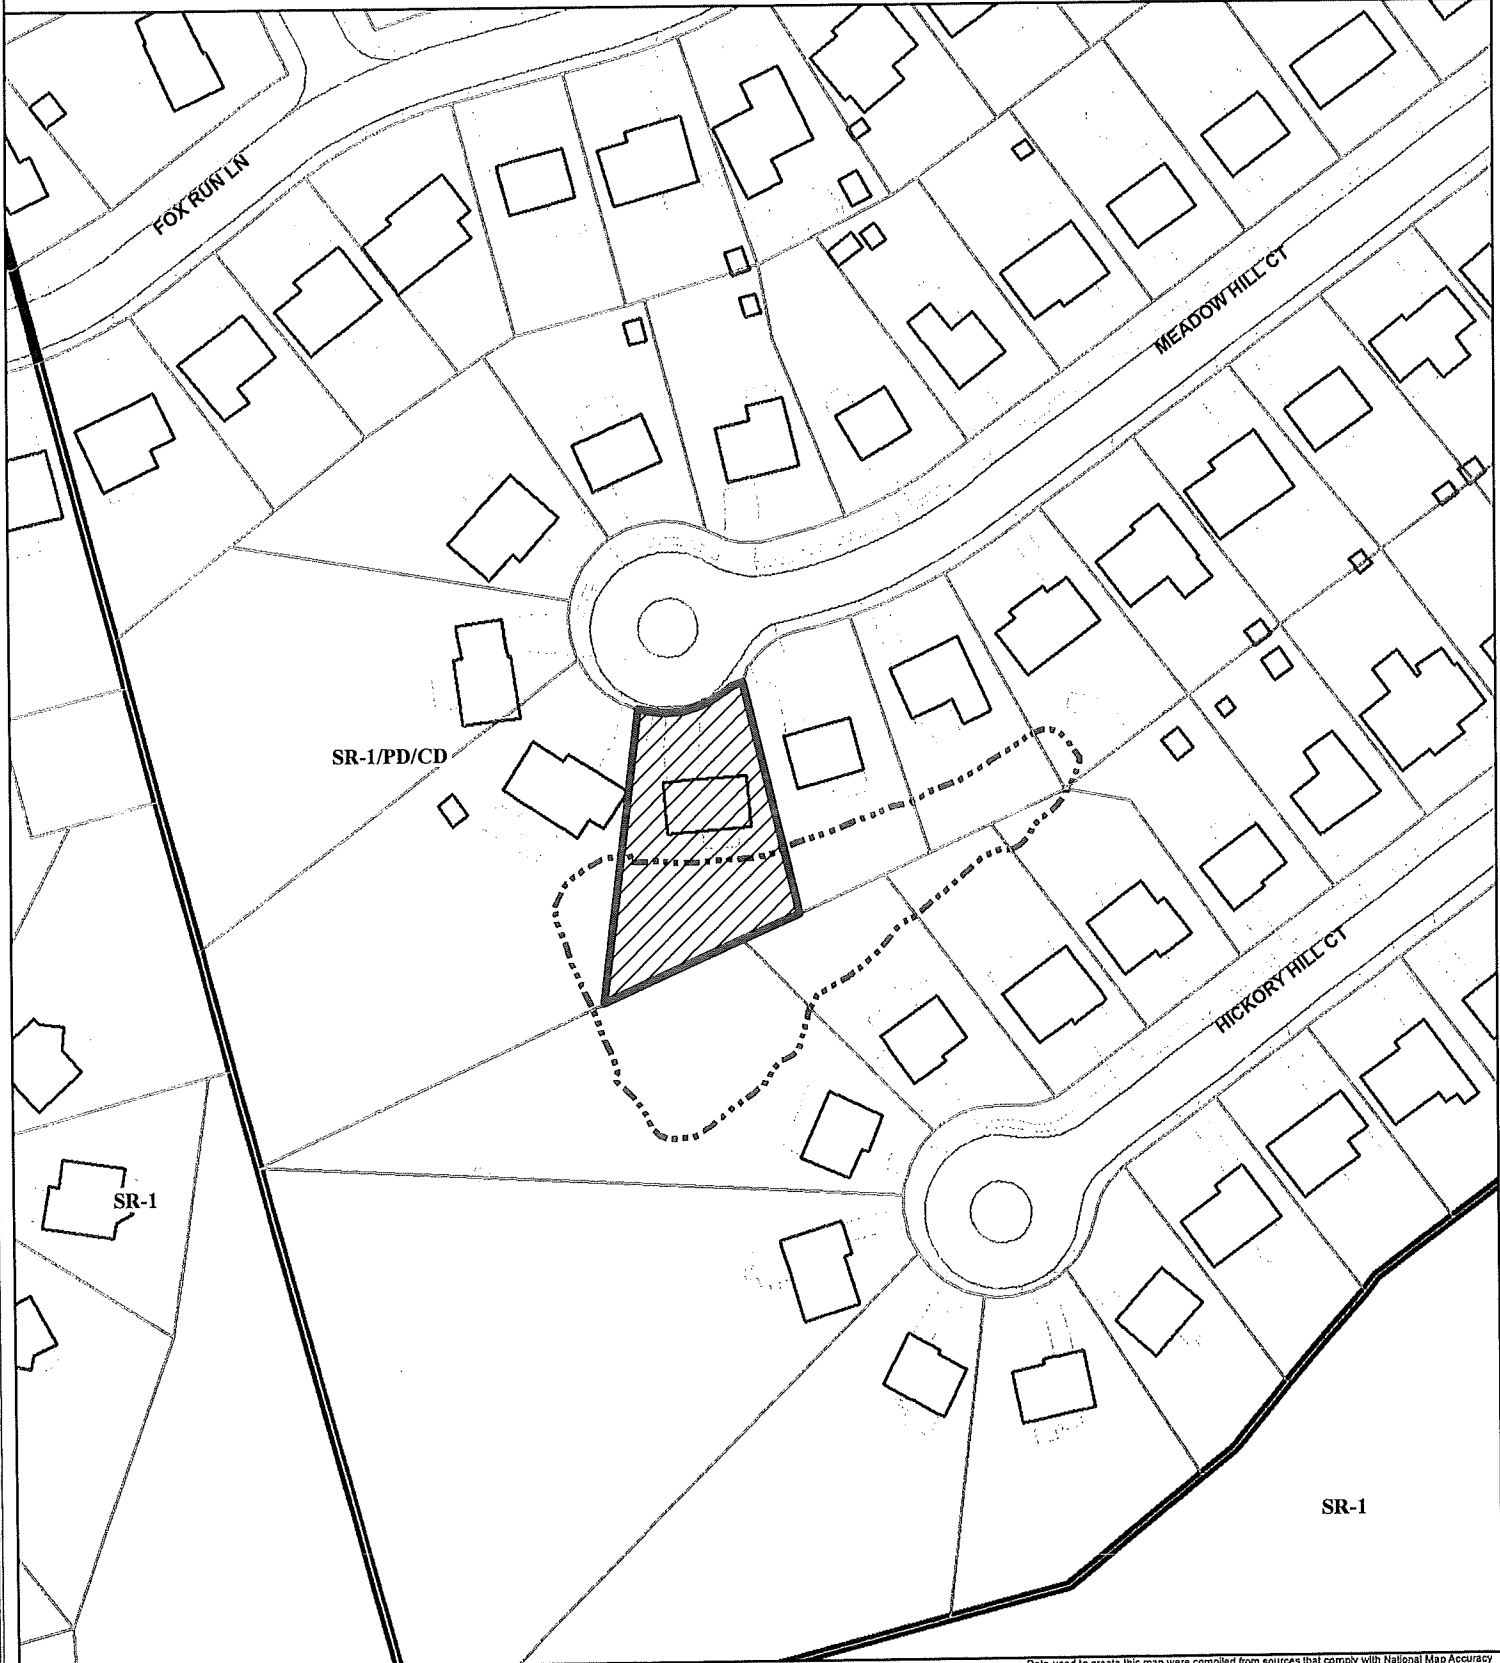 FOX RUN LN
MEADOW HILL CT
SR-1/PD/CD
HICKORY HILL CT
SR-1
SR-1
Data used to create this map were compiled from sources that comply with National Map Accuracy